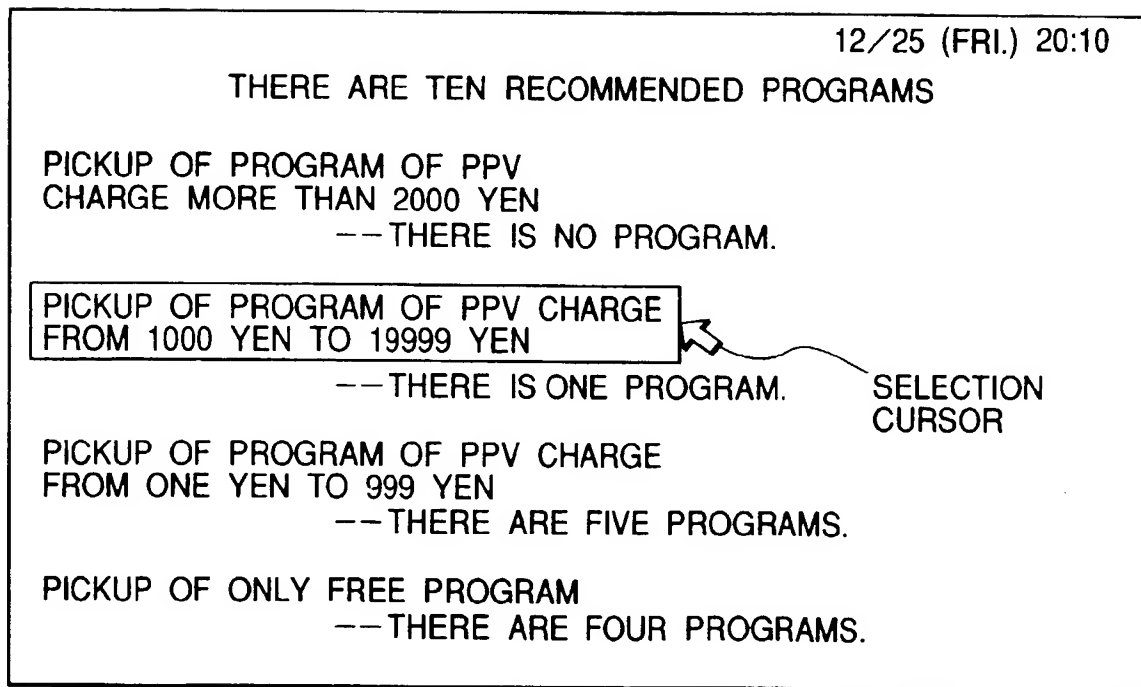 12/25 (FRI.) 20:10
THERE ARE TEN RECOMMENDED PROGRAMS
PICKUP OF PROGRAM OF PPV
CHARGE MORE THAN 2000 YEN
--THERE IS NO PROGRAM.
PICKUP OF PROGRAM OF PPV CHARGE
FROM 1000 YEN TO 19999 YEN
--THERE IS ONE PROGRAM.
SELECTION
CURSOR
PICKUP OF PROGRAM OF PPV CHARGE
FROM ONE YEN TO 999 YEN
--THERE ARE FIVE PROGRAMS.
PICKUP OF ONLY FREE PROGRAM
--THERE ARE FOUR PROGRAMS.